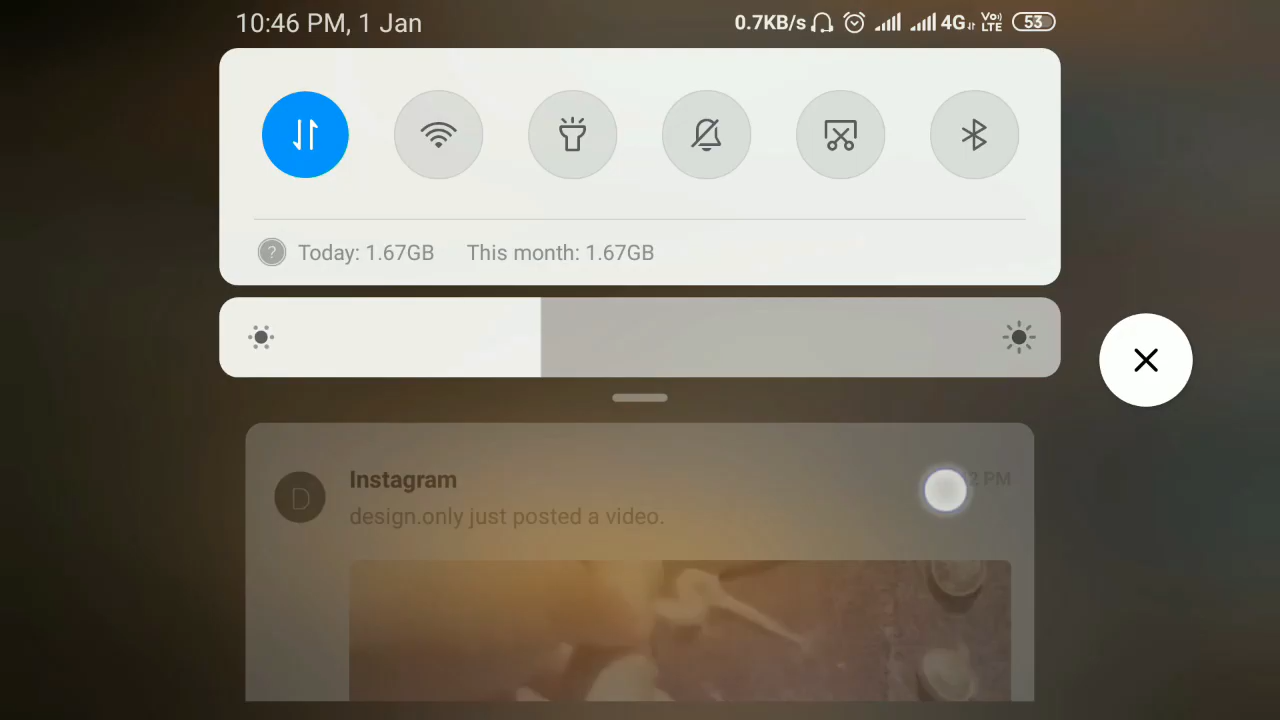 10:46 PM, 1 Jan 0.7KB/s 4G Vo) LTE 53
? Today: 1.67GB This month: 1.67GB
Instagram PM
D
design.only just posted a video.